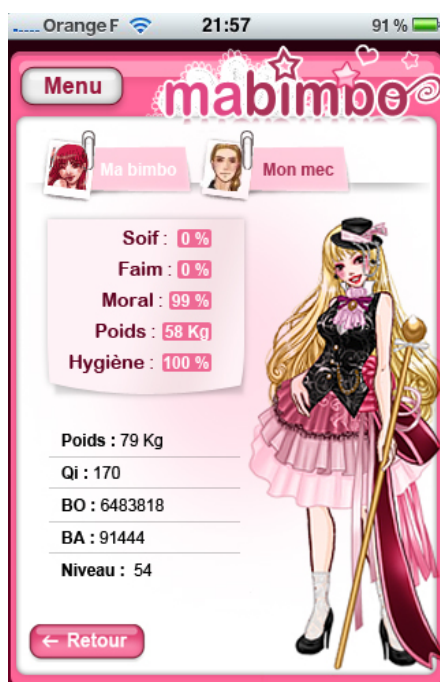 Orange F 21:57 91 %
Menu
mabimbo
Ma bimbo
Mon mec
Soif : 0 %
Faim : 0 %
Moral : 99 %
Poids : 58 Kg
Hygiène : 100 %
Poids : 79 Kg
Qi : 170
BO : 6483818
BA : 91444
Niveau : 54
← Retour